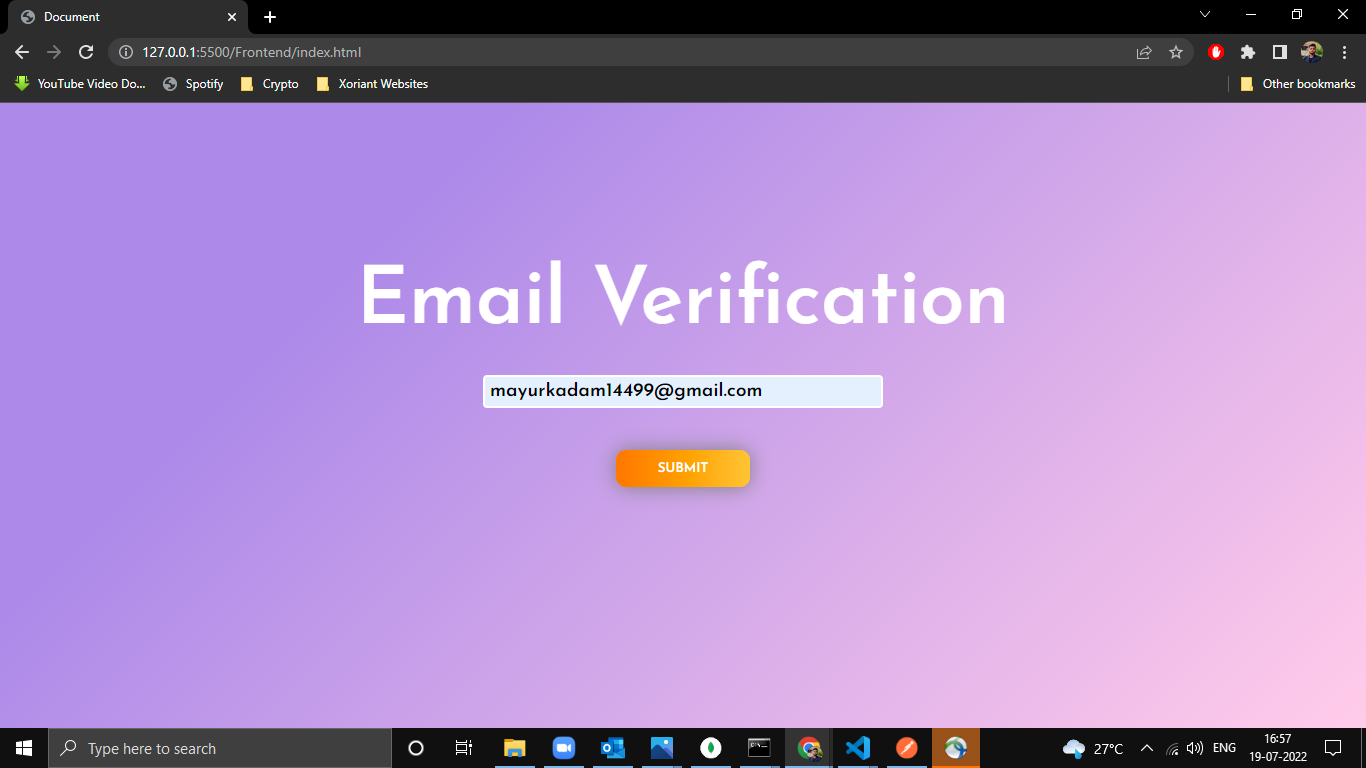 Document
127.0.0.1:5500/Frontend/index.html
YouTube Video Do... Spotify Crypto Xoriant Websites Other bookmarks
Email Verification
mayurkadam14499@gmail.com
SUBMIT
Type here to search
27°C ENG
16:57
19-07-2022